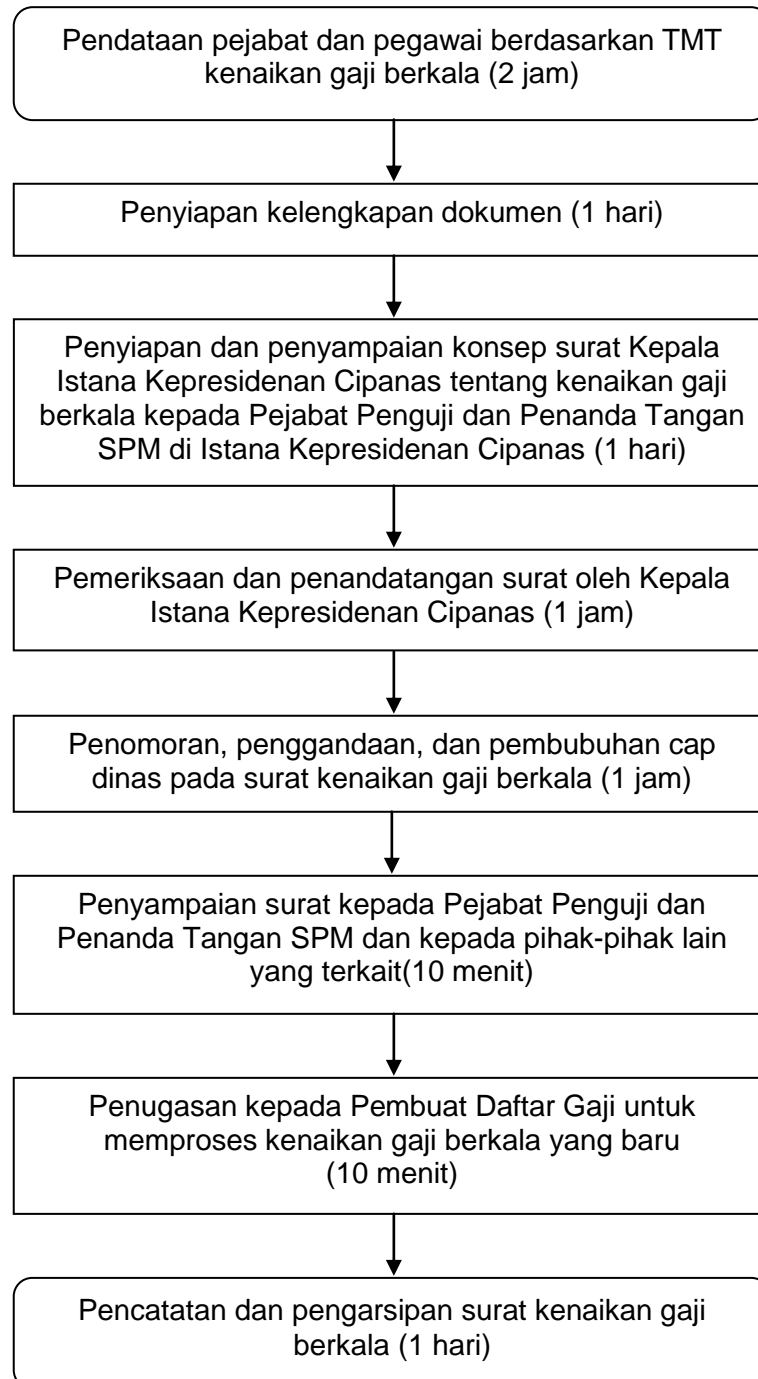 Pendataan pejabat dan pegawai berdasarkan TMT
kenaikan gaji berkala (2 jam)
Penyiapan kelengkapan dokumen (1 hari)
Penyiapan dan penyampaian konsep surat Kepala
Istana Kepresidenan Cipanas tentang kenaikan gaji
berkala kepada Pejabat Penguji dan Penanda Tangan
SPM di Istana Kepresidenan Cipanas (1 hari)
Pemeriksaan dan penandatangan surat oleh Kepala
Istana Kepresidenan Cipanas (1 jam)
Penomoran, penggandaan, dan pembubuhan cap
dinas pada surat kenaikan gaji berkala (1 jam)
Penyampaian surat kepada Pejabat Penguji dan
Penanda Tangan SPM dan kepada pihak-pihak lain
yang terkait(10 menit)
Penugasan kepada Pembuat Daftar Gaji untuk
memproses kenaikan gaji berkala yang baru
(10 menit)
Pencatatan dan pengarsipan surat kenaikan gaji
berkala (1 hari)